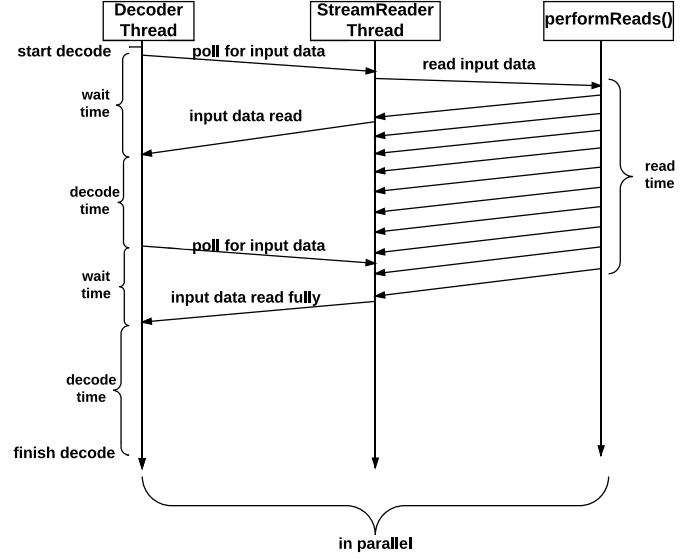 Decoder
Thread
StreamReader
Thread
performReads()
start decode
poll for input data
read input data
wait
time
input data read
read
time
decode
time
poll for input data
wait
time
input data read fully
decode
time
finish decode
in parallel